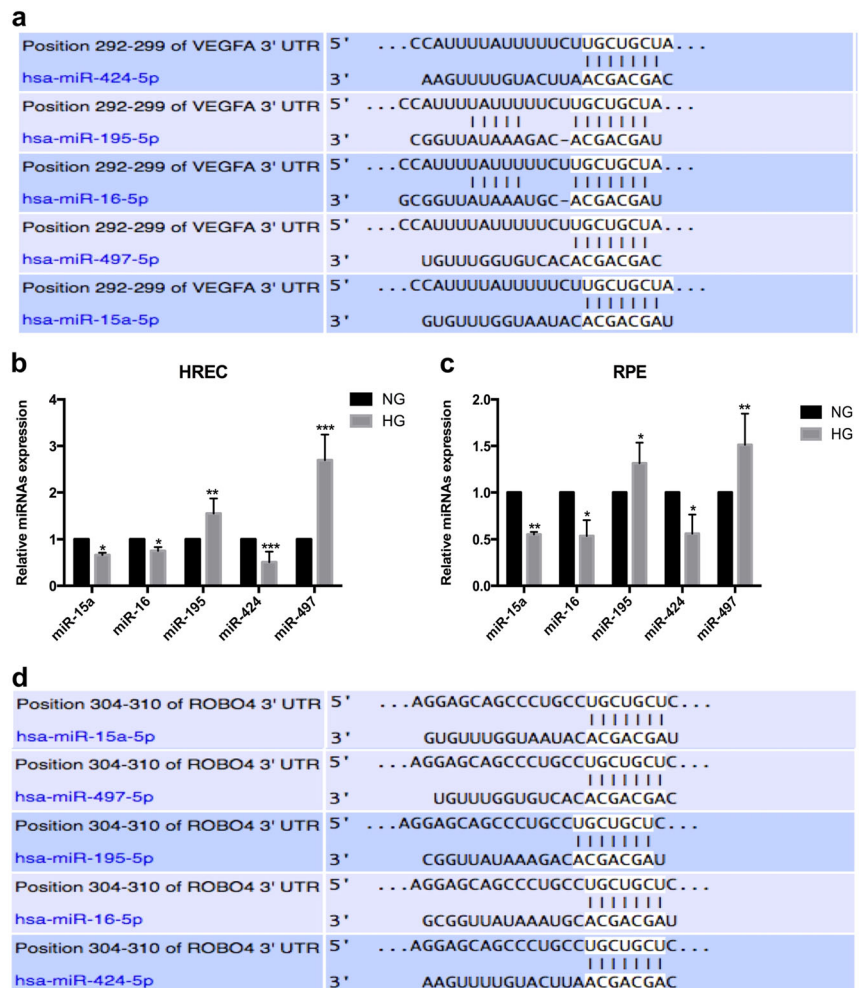 a
Position 292-299 of VEGFA 3' UTR 5' ...CCAUUUUAUUUUUCUUGCUGCUA...
hsa-miR-424-5p 3' AAGUUUUGUACUUAACGACGAC
Position 292-299 of VEGFA 3' UTR 5' ...CCAUUUUAUUUUUCUUGCUGCUA...
hsa-miR-195-5p 3' CGGUUAUAAAGAC-ACGACGAU
Position 292-299 of VEGFA 3' UTR 5' ...CCAUUUUAUUUUUCUUGCUGCUA...
hsa-miR-16-5p 3' GCGGUUAUAAAUGC-ACGACGAU
Position 292-299 of VEGFA 3' UTR 5' ...CCAUUUUAUUUUUCUUGCUGCUA...
hsa-miR-497-5p 3' UGUUUGGUGUCACACGACGAC
Position 292-299 of VEGFA 3' UTR 5' ...CCAUUUUAUUUUUCUUGCUGCUA...
hsa-miR-15a-5p 3' GUGUUUGGUAAUACACGACGAU
b
HREC
Relative miRNAs expression
4
3
2
1
0
* * ** *** ***
miR-15a miR-16 miR-195 miR-424 miR-497
NG
HG
c
RPE
Relative miRNAs expression
2.0
1.5
1.0
0.5
0.0
** * * * **
miR-15a miR-16 miR-195 miR-424 miR-497
NG
HG
d
Position 304-310 of ROBO4 3' UTR 5' ...AGGAGCAGCCCUGCCUGCUGCUC...
hsa-miR-15a-5p 3' GUGUUUGGUAAUACACGACGAU
Position 304-310 of ROBO4 3' UTR 5' ...AGGAGCAGCCCUGCCUGCUGCUC...
hsa-miR-497-5p 3' UGUUUGGUGUCACACGACGAC
Position 304-310 of ROBO4 3' UTR 5' ...AGGAGCAGCCCUGCCUGCUGCUC...
hsa-miR-195-5p 3' CGGUUAUAAAGACACGACGAU
Position 304-310 of ROBO4 3' UTR 5' ...AGGAGCAGCCCUGCCUGCUGCUC...
hsa-miR-16-5p 3' GCGGUUAUAAAUGCACGACGAU
Position 304-310 of ROBO4 3' UTR 5' ...AGGAGCAGCCCUGCCUGCUGCUC...
hsa-miR-424-5p 3' AAGUUUUGUACUUAACGACGAC